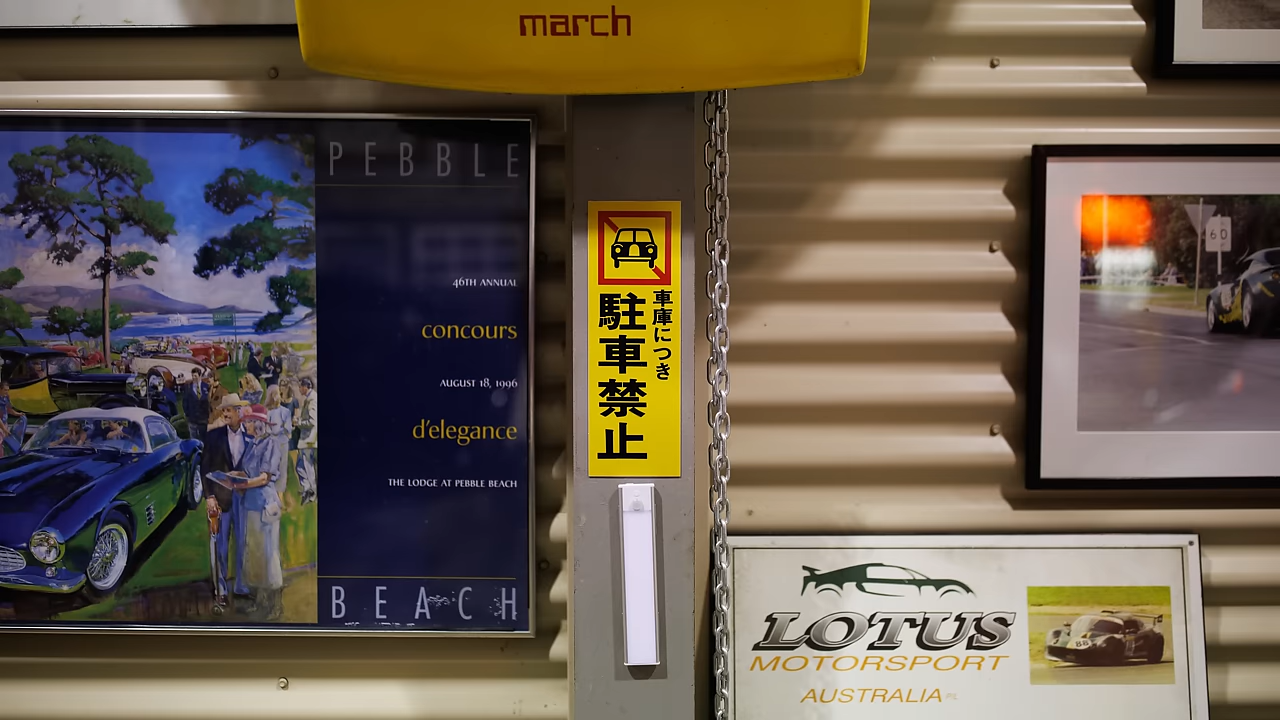 march
PEBBLE
46TH ANNUAL
concours
AUGUST 18, 1996
d'elegance
THE LODGE AT PEBBLE BEACH
BEACH
車庫につき
駐車禁止
60
LOTUS
MOTORSPORT
AUSTRALIA
88